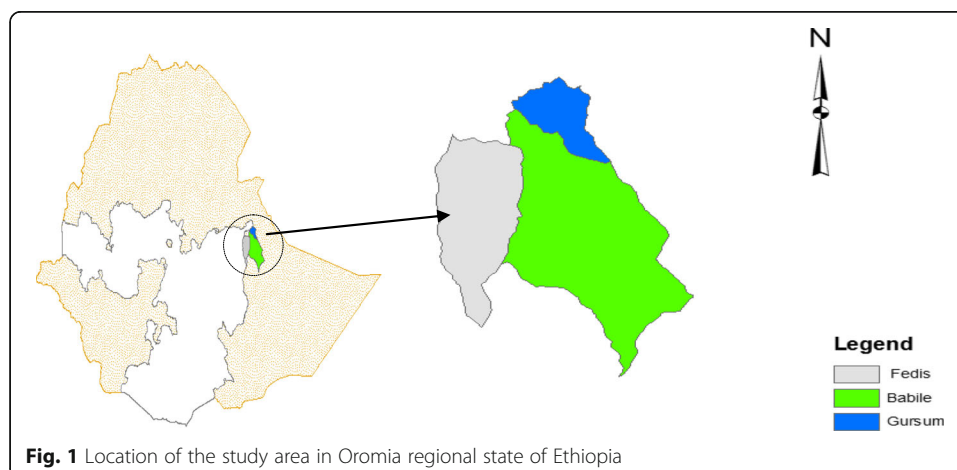 N
Legend
Fedis
Babile
Gursum
Fig. 1 Location of the study area in Oromia regional state of Ethiopia